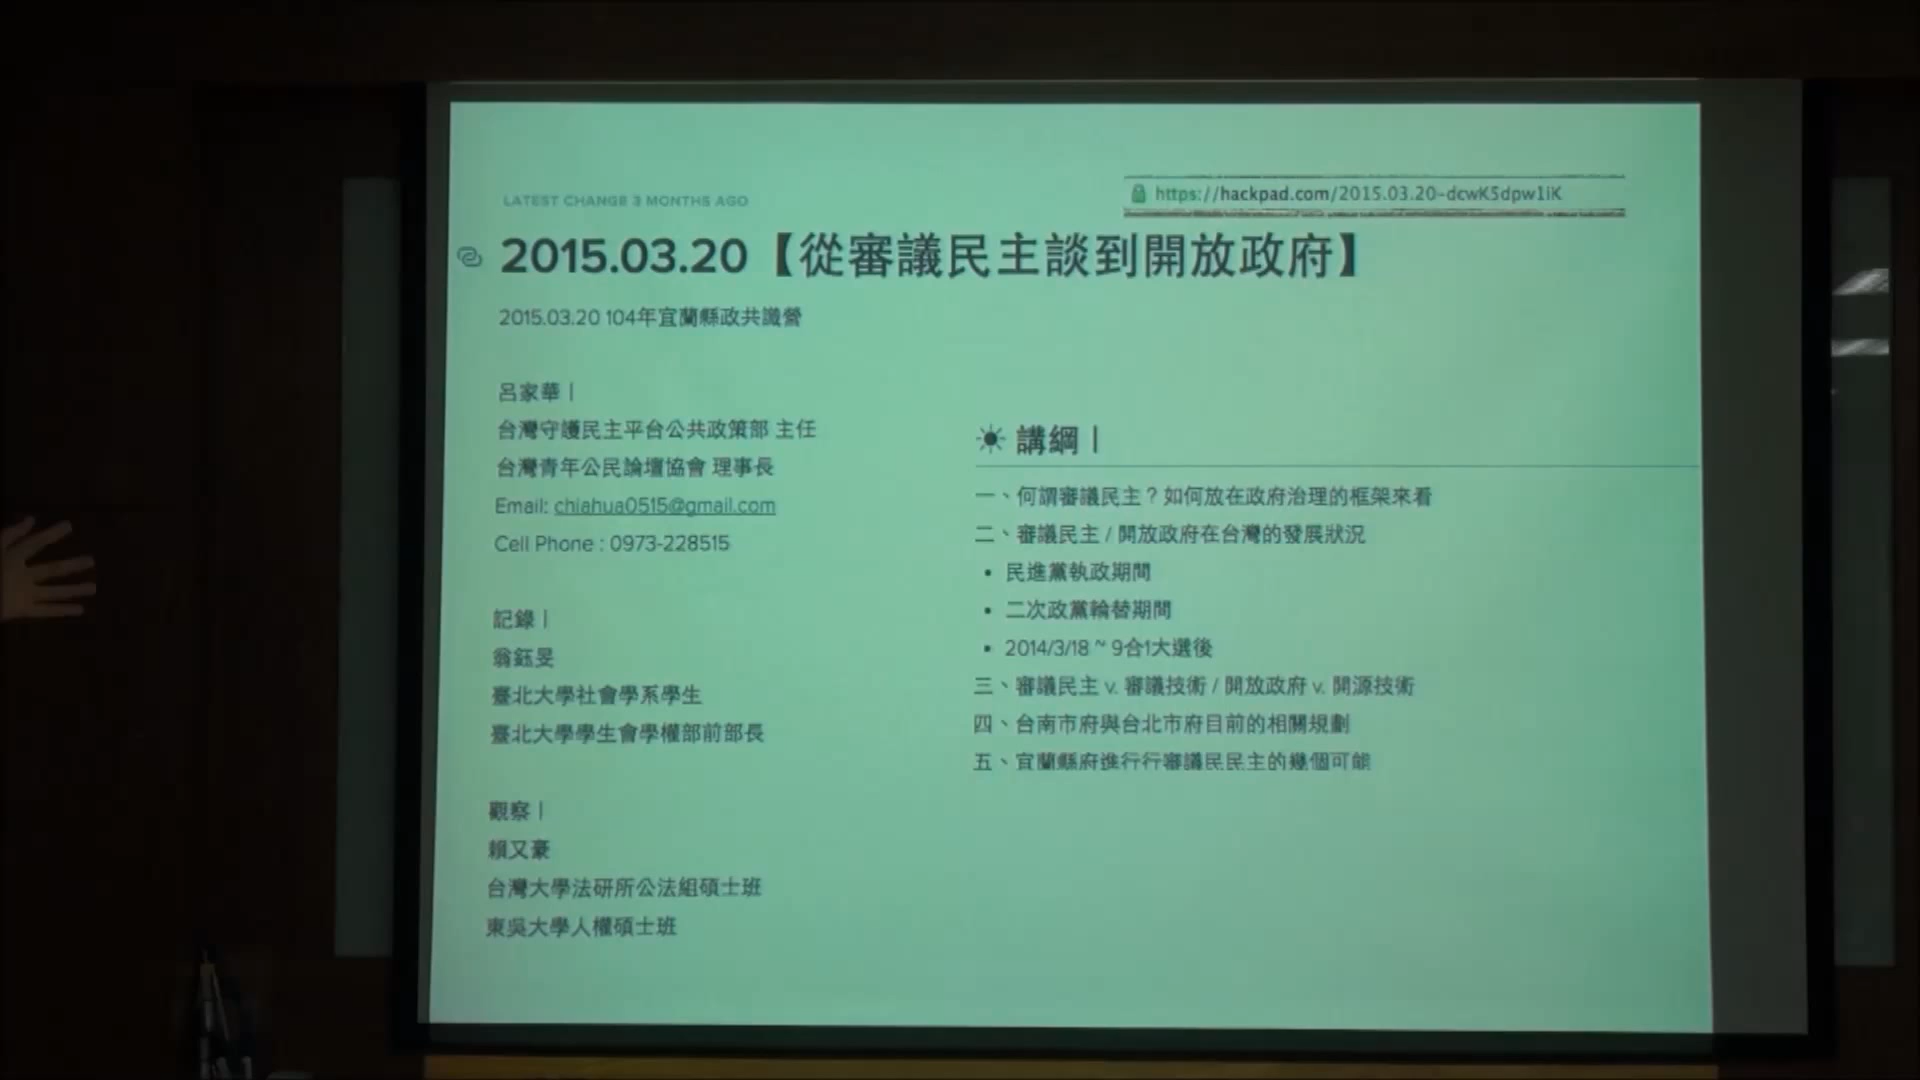 LATEST CHANGE 3 MONTHS AGO
https://hackpad.com/2015.03.20-dcwK5dpw1iK
2015.03.20【從審議民主談到開放政府】
2015.03.20 104年宜蘭縣政共識營
呂家華 |
台灣守護民主平台公共政策部 主任
台灣青年公民論壇協會 理事長
Email: chiahua0515@gmail.com
Cell Phone : 0973-228515
記錄 |
翁鈺旻
臺北大學社會學系學生
臺北大學學生會學權部前部長
觀察 |
賴又豪
台灣大學法研所公法組碩士班
東吳大學人權碩士班
講綱 |
一、何謂審議民主？如何放在政府治理的框架來看
二、審議民主 / 開放政府在台灣的發展狀況
• 民進黨執政期間
• 二次政黨輪替期間
• 2014/3/18 ~ 9合1大選後
三、審議民主 v. 審議技術 / 開放政府 v. 開源技術
四、台南市府與台北市府目前的相關規劃
五、宜蘭縣府進行行審議民民主的幾個可能